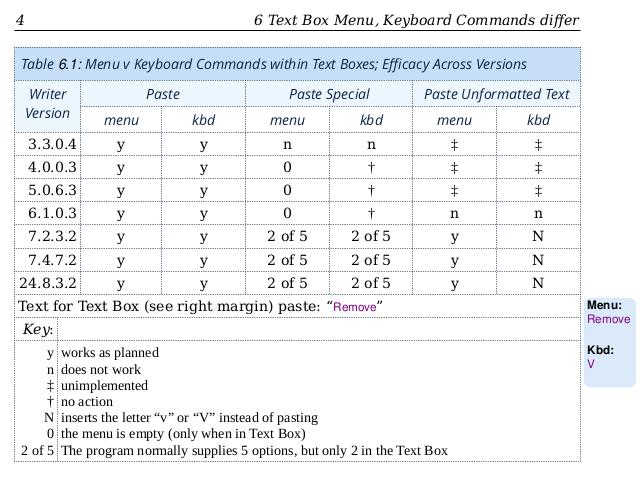 4 6 Text Box Menu, Keyboard Commands differ
Table 6.1: Menu v Keyboard Commands within Text Boxes; Efficacy Across Versions
Writer Version Paste Paste Special Paste Unformatted Text
menu kbd menu kbd menu kbd
3.3.0.4 y y n n ‡ ‡
4.0.0.3 y y 0 † ‡ ‡
5.0.6.3 y y 0 † ‡ ‡
6.1.0.3 y y 0 † n n
7.2.3.2 y y 2 of 5 2 of 5 y N
7.4.7.2 y y 2 of 5 2 of 5 y N
24.8.3.2 y y 2 of 5 2 of 5 y N
Text for Text Box (see right margin) paste: “Remove”
Key:
y works as planned
n does not work
‡ unimplemented
† no action
N inserts the letter “v” or “V” instead of pasting
0 the menu is empty (only when in Text Box)
2 of 5 The program normally supplies 5 options, but only 2 in the Text Box
Menu:
Remove
Kbd:
V